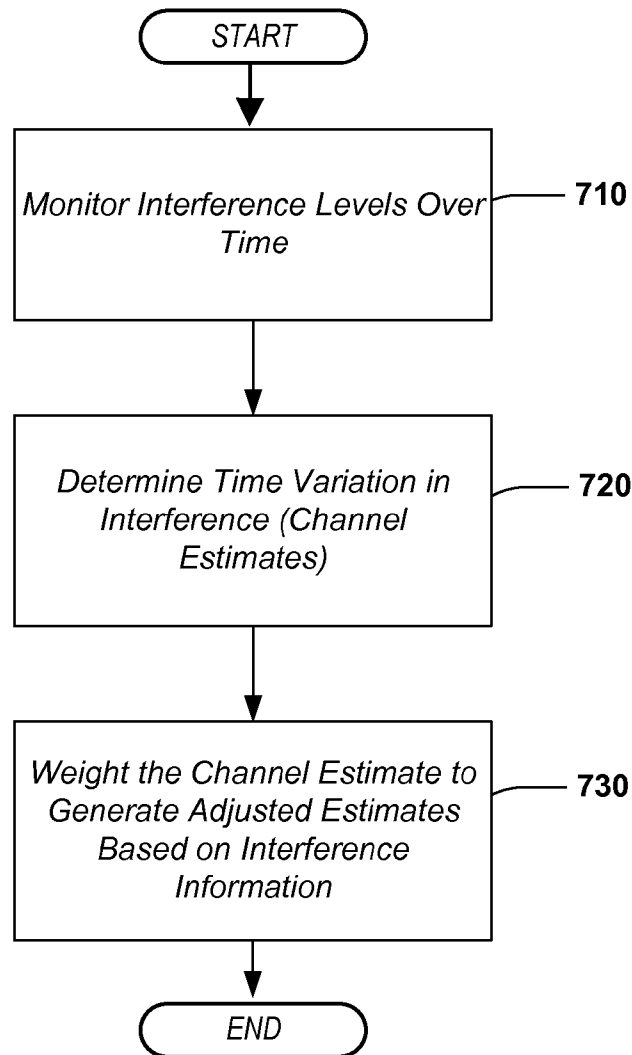 START
Monitor Interference Levels Over
Time
710
Determine Time Variation in
Interference (Channel
Estimates)
720
Weight the Channel Estimate to
Generate Adjusted Estimates
Based on Interference
Information
730
END